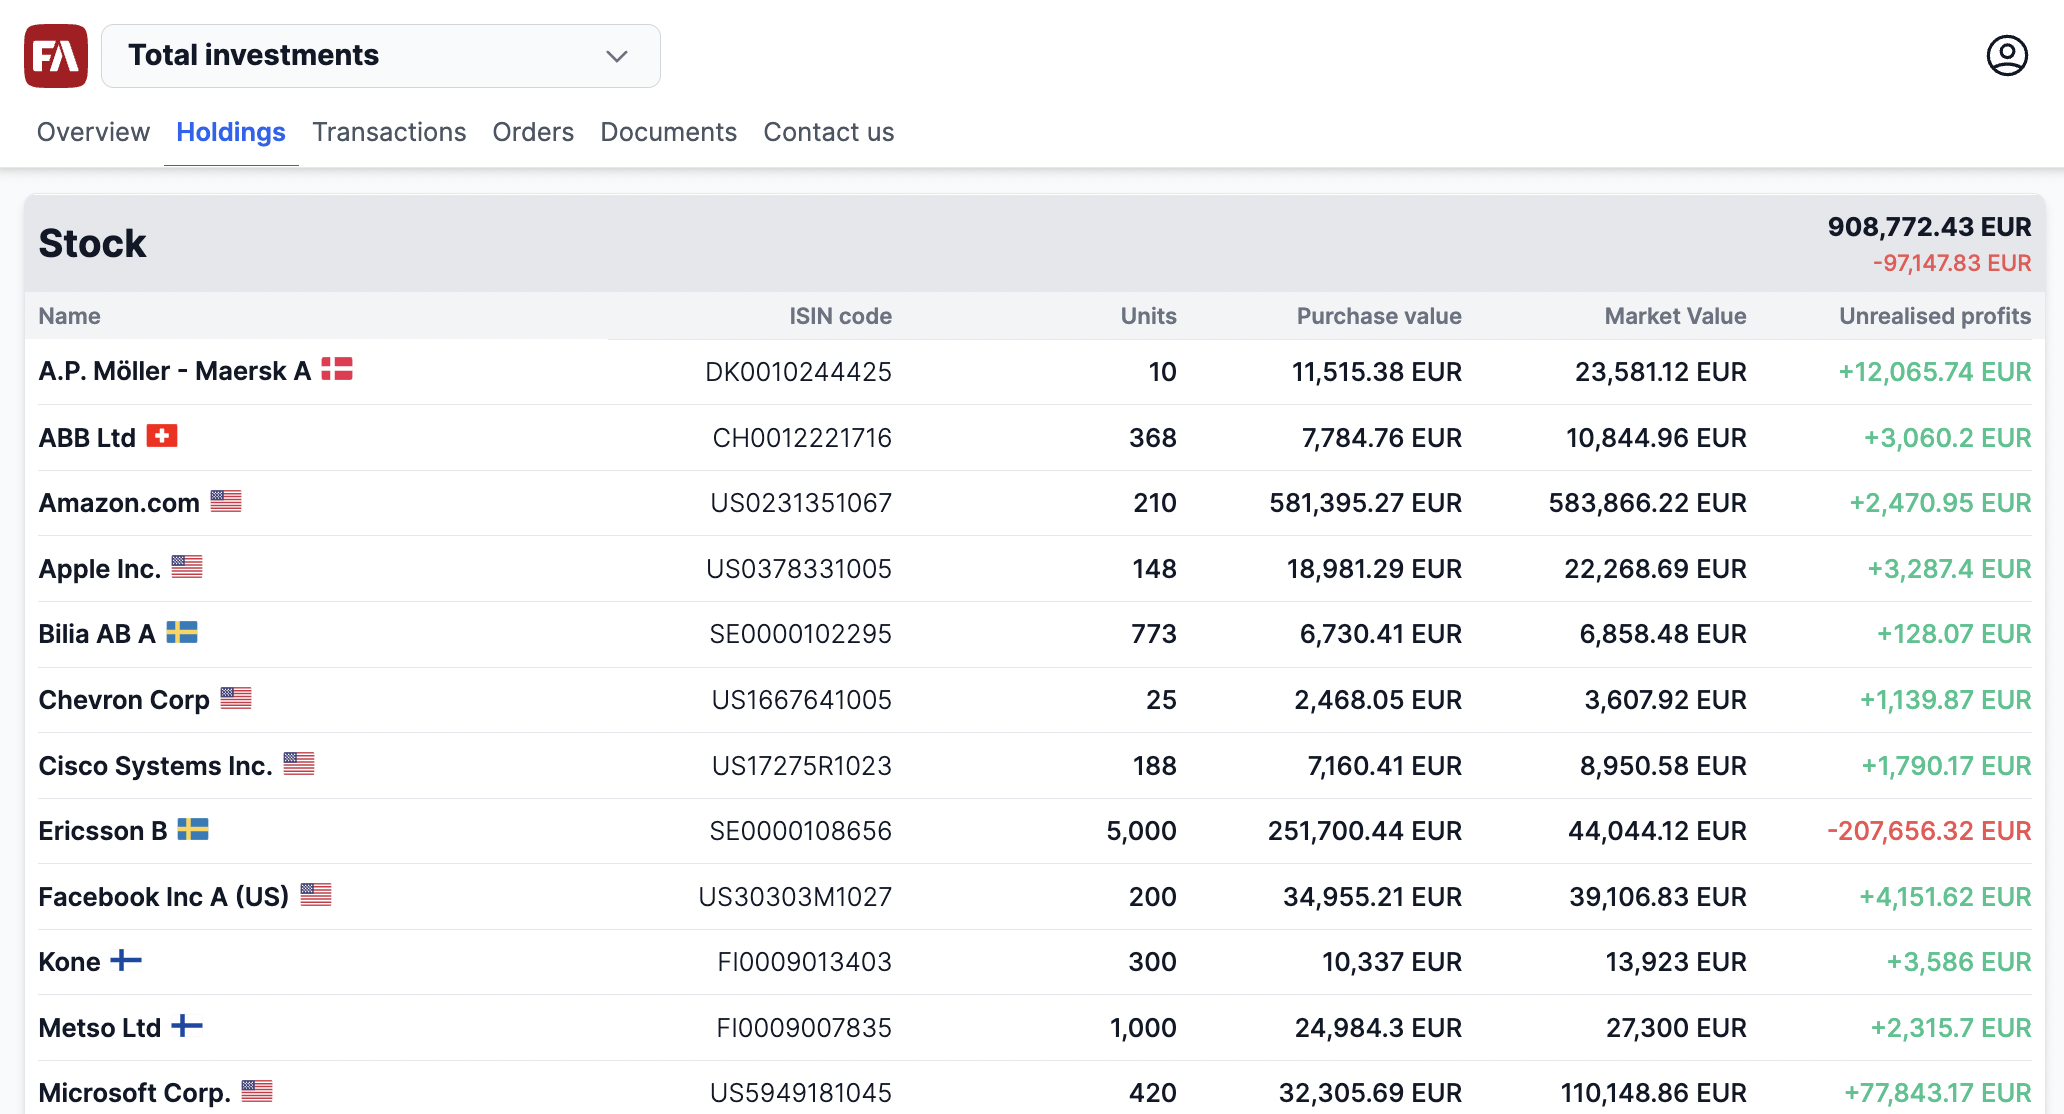 FA Total investments
Overview Holdings Transactions Orders Documents Contact us
Stock 908,772.43 EUR
-97,147.83 EUR
Name ISIN code Units Purchase value Market Value Unrealised profits
A.P. Möller - Maersk A DK0010244425 10 11,515.38 EUR 23,581.12 EUR +12,065.74 EUR
ABB Ltd CH0012221716 368 7,784.76 EUR 10,844.96 EUR +3,060.2 EUR
Amazon.com US0231351067 210 581,395.27 EUR 583,866.22 EUR +2,470.95 EUR
Apple Inc. US0378331005 148 18,981.29 EUR 22,268.69 EUR +3,287.4 EUR
Bilia AB A SE0000102295 773 6,730.41 EUR 6,858.48 EUR +128.07 EUR
Chevron Corp US1667641005 25 2,468.05 EUR 3,607.92 EUR +1,139.87 EUR
Cisco Systems Inc. US17275R1023 188 7,160.41 EUR 8,950.58 EUR +1,790.17 EUR
Ericsson B SE0000108656 5,000 251,700.44 EUR 44,044.12 EUR -207,656.32 EUR
Facebook Inc A (US) US30303M1027 200 34,955.21 EUR 39,106.83 EUR +4,151.62 EUR
Kone FI0009013403 300 10,337 EUR 13,923 EUR +3,586 EUR
Metso Ltd FI0009007835 1,000 24,984.3 EUR 27,300 EUR +2,315.7 EUR
Microsoft Corp. US5949181045 420 32,305.69 EUR 110,148.86 EUR +77,843.17 EUR